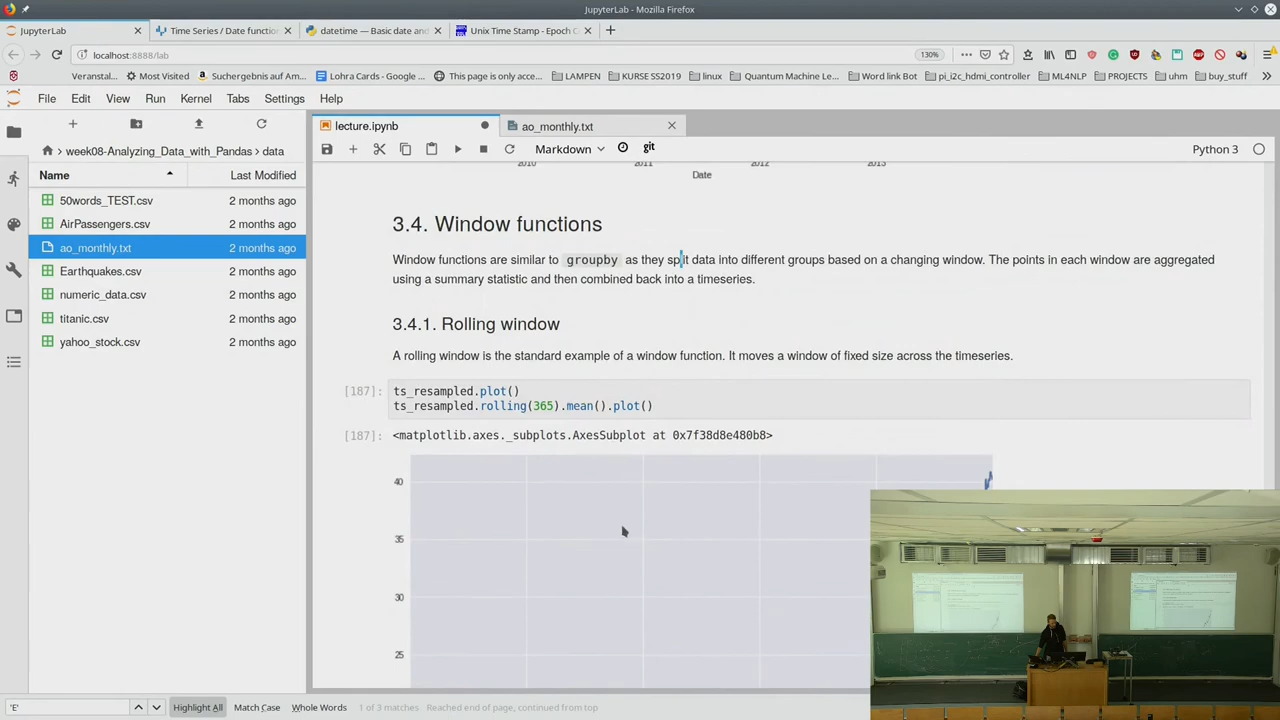 JupyterLab - Mozilla Firefox
JupyterLab
Time Series / Date functio
datetime — Basic date and
Unix Time Stamp - Epoch C
localhost:8888/lab
130%
Veranstal...
Most Visited
Suchergebnis auf Am...
Lohra Cards - Google ...
This page is only acce...
LAMPEN
KURSE SS2019
linux
Quantum Machine Le...
Word link Bot
pi_i2c_hdmi_controller
ML4NLP
PROJECTS
uhm
buy_stuff
File Edit View Run Kernel Tabs Settings Help
lecture.ipynb
ao_monthly.txt
Markdown
git
Python 3
week08-Analyzing_Data_with_Pandas / data
Name Last Modified
50words_TEST.csv 2 months ago
AirPassengers.csv 2 months ago
ao_monthly.txt 2 months ago
Earthquakes.csv 2 months ago
numeric_data.csv 2 months ago
titanic.csv 2 months ago
yahoo_stock.csv 2 months ago
2010 2011 2012 2013
Date
3.4. Window functions
Window functions are similar to groupby as they split data into different groups based on a changing window. The points in each window are aggregated
using a summary statistic and then combined back into a timeseries.
3.4.1. Rolling window
A rolling window is the standard example of a window function. It moves a window of fixed size across the timeseries.
[187]: ts_resampled.plot()
ts_resampled.rolling(365).mean().plot()
[187]: <matplotlib.axes._subplots.AxesSubplot at 0x7f38d8e480b8>
40
35
30
25
'E'
Highlight All
Match Case
Whole Words
1 of 3 matches
Reached end of page, continued from top